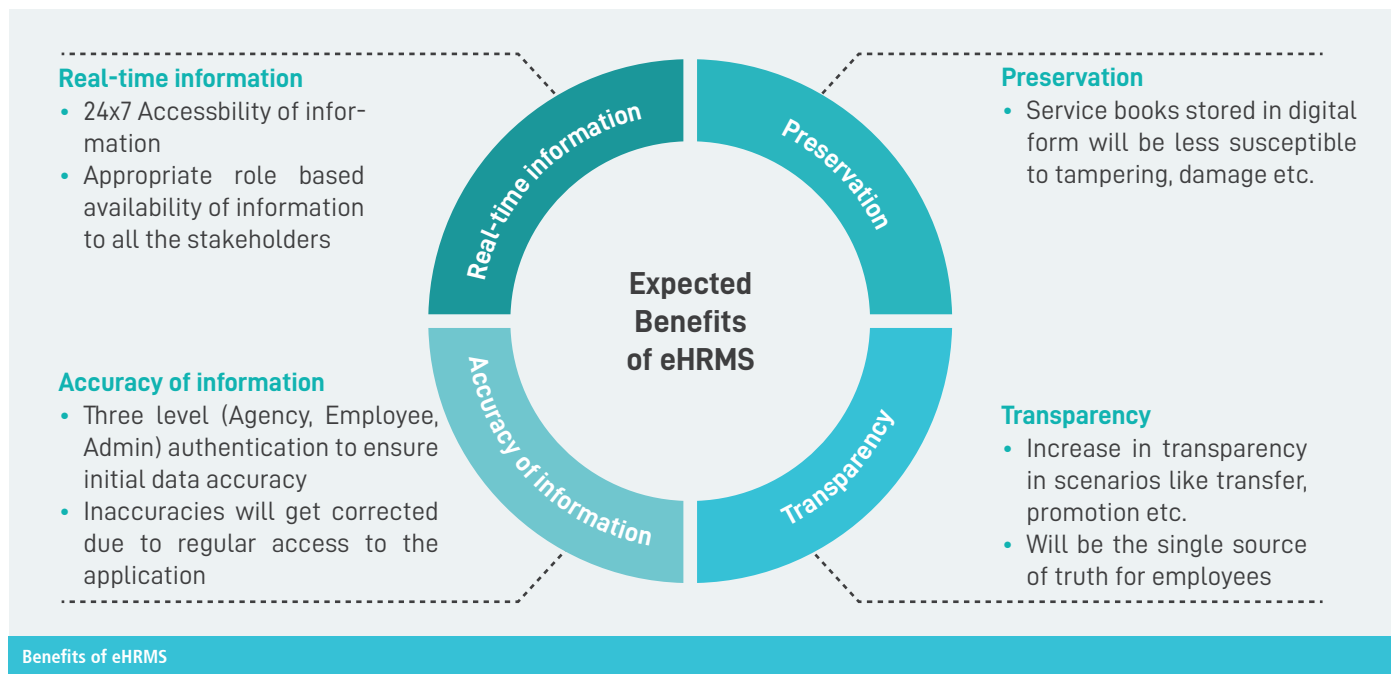 Real-time information
• 24x7 Accessbility of infor-
mation
• Appropriate role based
availability of information
to all the stakeholders
Accuracy of information
• Three level (Agency, Employee,
Admin) authentication to ensure
initial data accuracy
• Inaccuracies will get corrected
due to regular access to the
application
Real-time information
Preservation
Expected
Benefits
of eHRMS
Accuracy of information
Transparency
Preservation
• Service books stored in digital
form will be less susceptible
to tampering, damage etc.
Transparency
• Increase in transparency
in scenarios like transfer,
promotion etc.
• Will be the single source
of truth for employees
Benefits of eHRMS